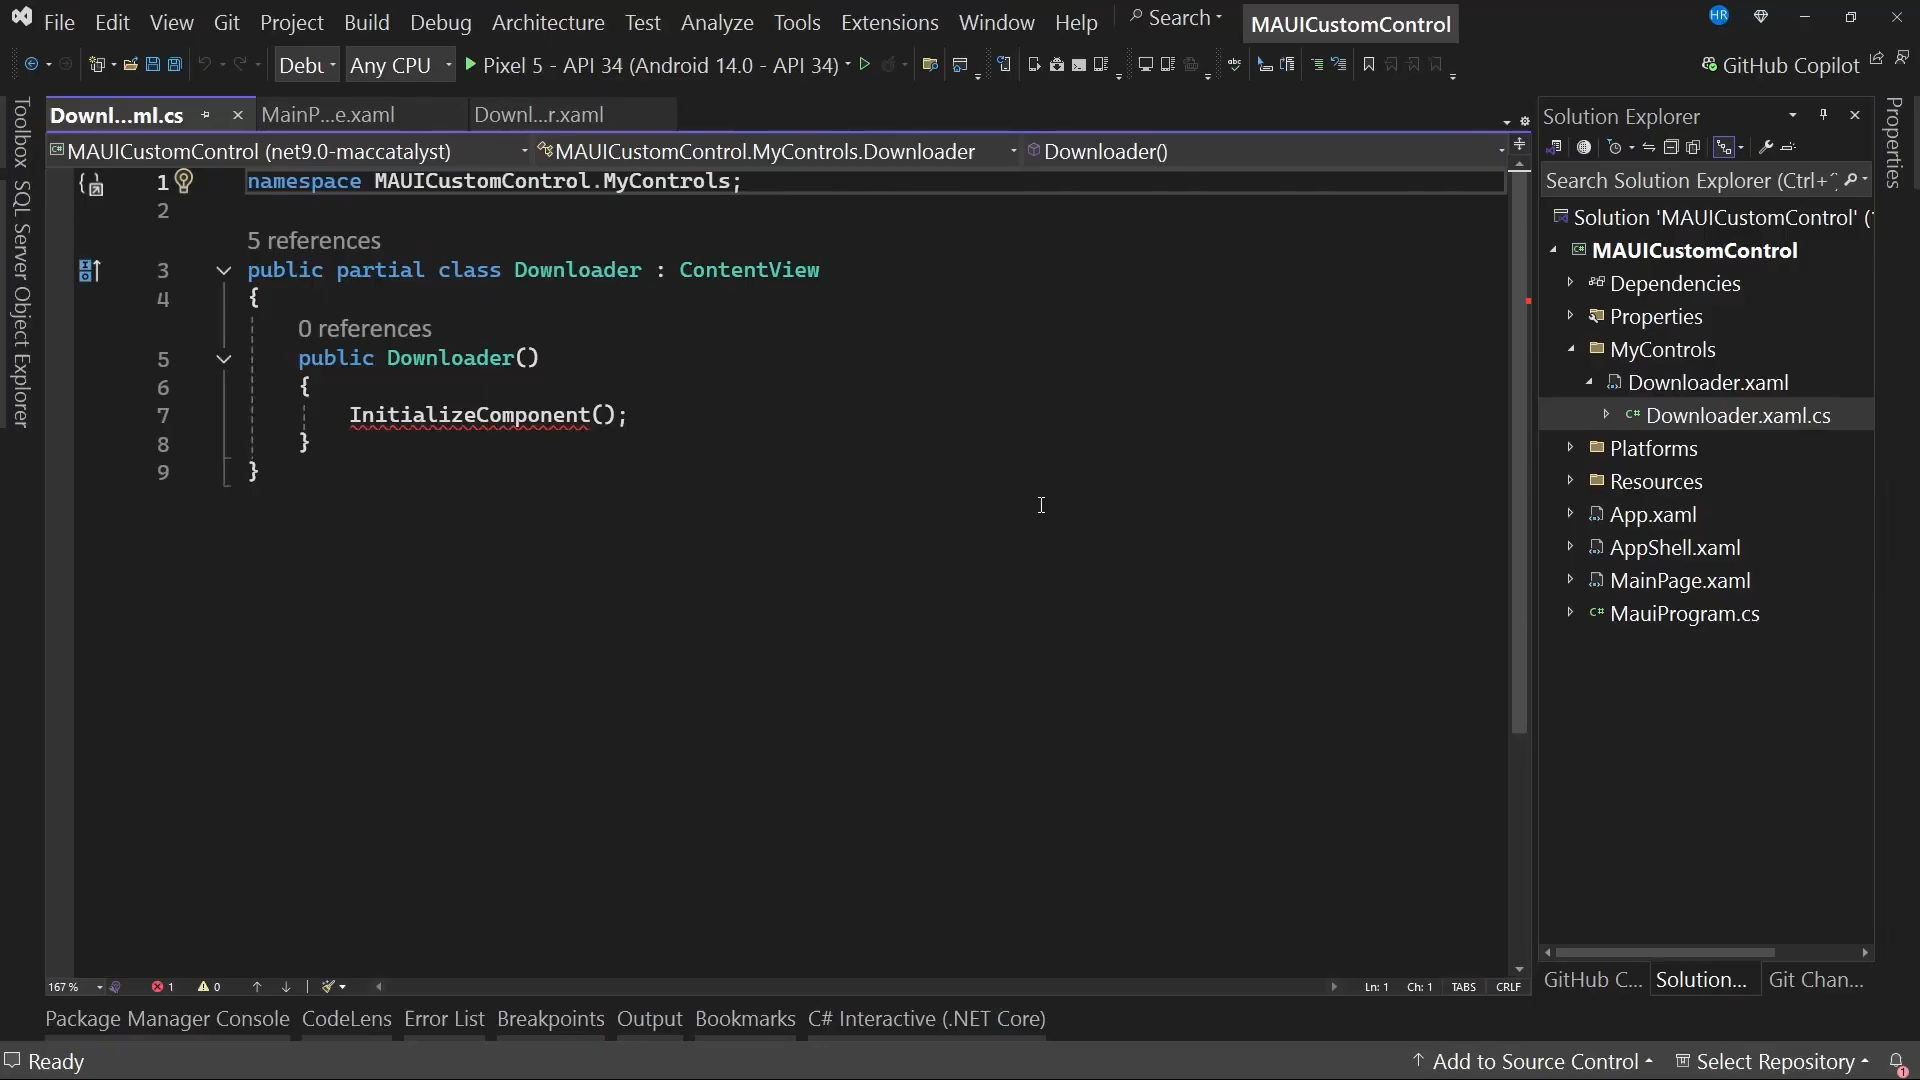 File Edit View Git Project Build Debug Architecture Test Analyze Tools Extensions Window Help Search MAUICustomControl HR
Debu Any CPU Pixel 5 - API 34 (Android 14.0 - API 34) GitHub Copilot
Downl...ml.cs MainP...e.xaml Downl...r.xaml
MAUICustomControl (net9.0-maccatalyst) MAUICustomControl.MyControls.Downloader Downloader()
1 namespace MAUICustomControl.MyControls;
2
5 references
3 public partial class Downloader : ContentView
4 {
0 references
5 public Downloader()
6 {
7 InitializeComponent();
8 }
9 }
Toolbox
SQL Server Object Explorer
Solution Explorer
Search Solution Explorer (Ctrl+
Solution 'MAUICustomControl' (
MAUICustomControl
Dependencies
Properties
MyControls
Downloader.xaml
C# Downloader.xaml.cs
Platforms
Resources
App.xaml
AppShell.xaml
MainPage.xaml
C# MauiProgram.cs
Properties
GitHub C... Solution... Git Chan...
167 % 1 0 Ln: 1 Ch: 1 TABS CRLF
Package Manager Console CodeLens Error List Breakpoints Output Bookmarks C# Interactive (.NET Core)
Ready Add to Source Control Select Repository 1